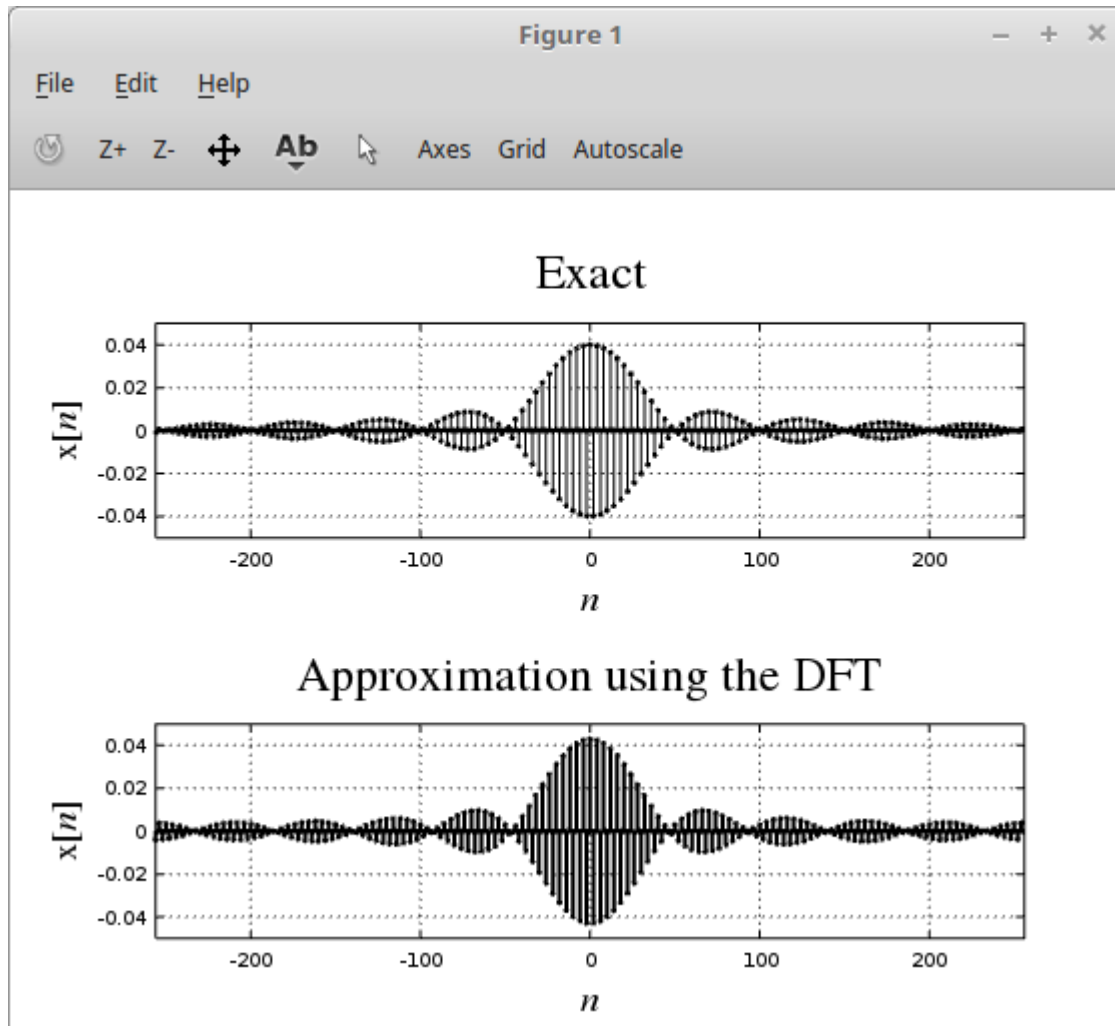 Figure 1
File Edit Help
Z+ Z- Ab Axes Grid Autoscale
Exact
0.04
0.02
0
-0.02
-0.04
x[n]
-200 -100 0 100 200
n
Approximation using the DFT
0.04
0.02
0
-0.02
-0.04
x[n]
-200 -100 0 100 200
n